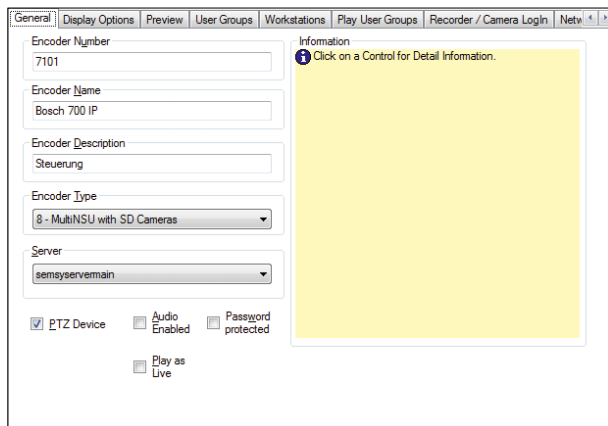 General Display Options Preview User Groups Workstations Play User Groups Recorder / Camera LogIn Netw
Encoder Number
7101
Encoder Name
Bosch 700 IP
Encoder Description
Steuerung
Encoder Type
8 - MultiNSU with SD Cameras
Server
semsyservermain
PTZ Device
Audio
Enabled
Password
protected
Play as
Live
Information
Click on a Control for Detail Information.